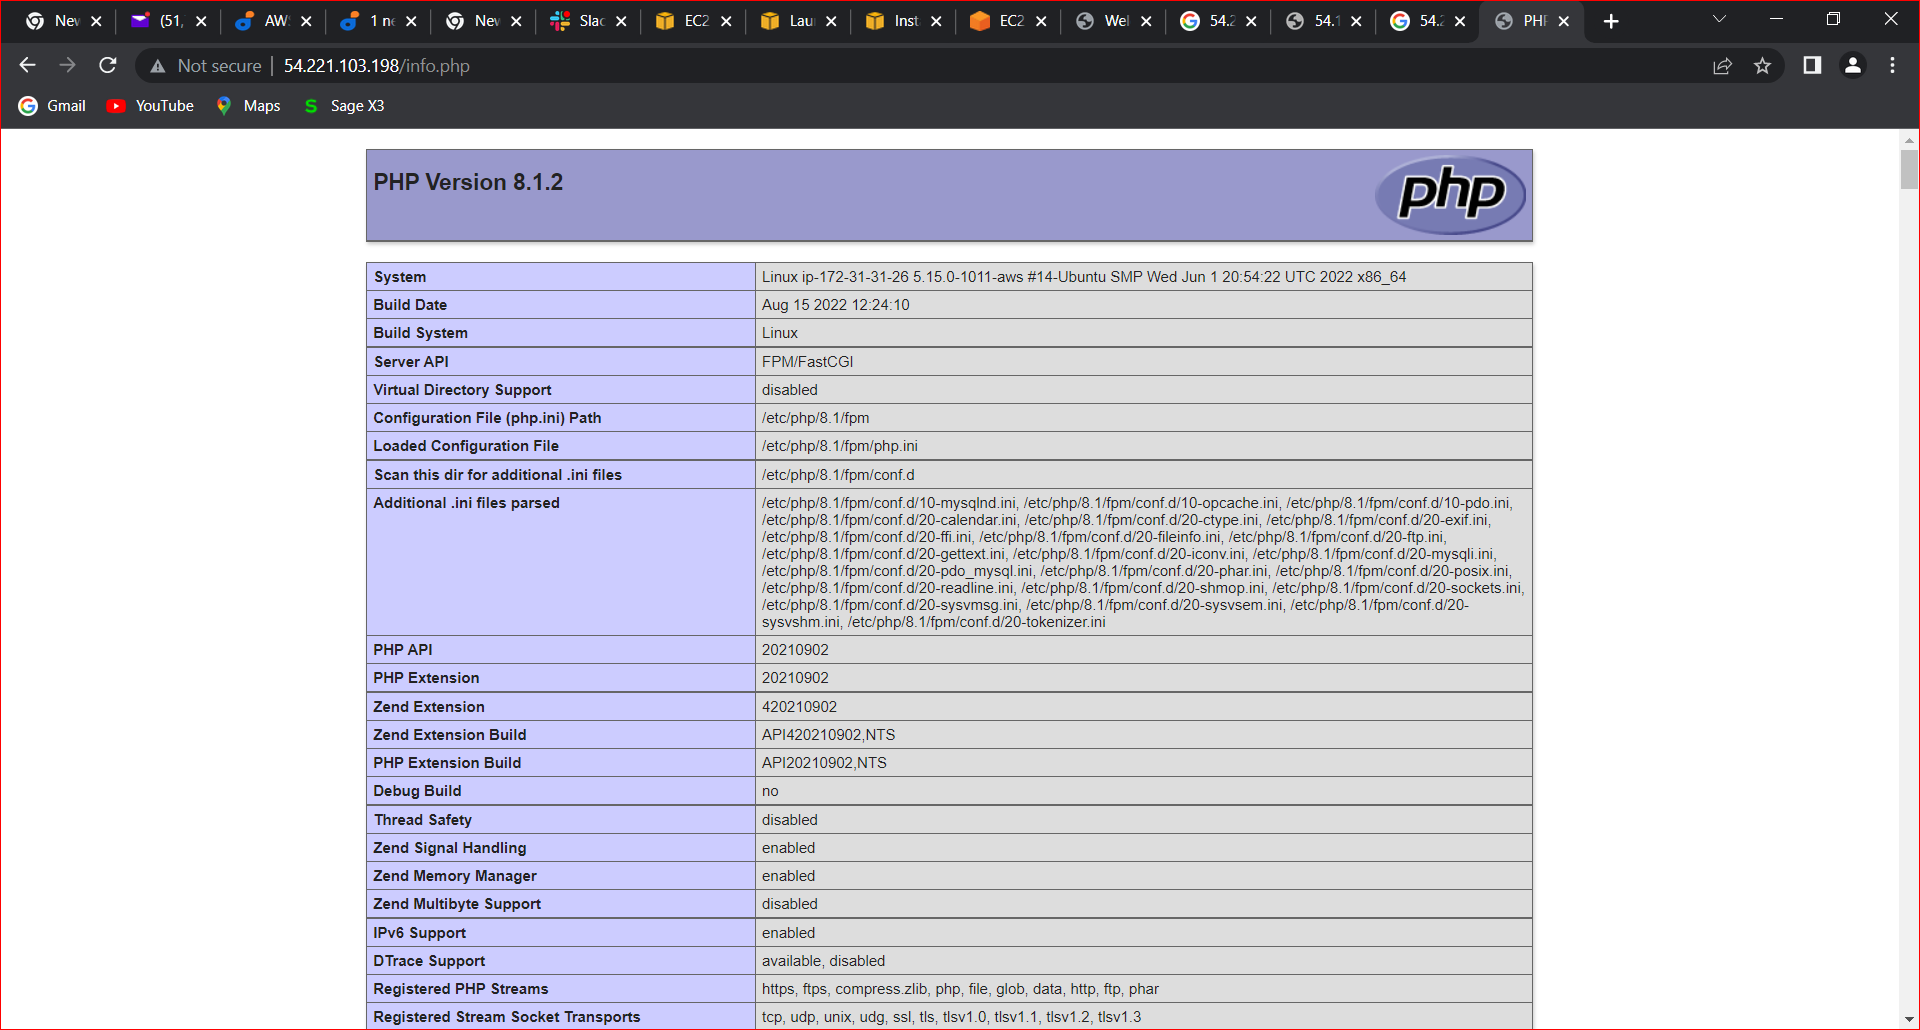 New
(51,
AW
1 ne
New
Slac
EC2
Lau
Inst
EC2
Wel
54.2
54.1
54.2
PHP
Not secure
54.221.103.198/info.php
Gmail
YouTube
Maps
Sage X3
PHP Version 8.1.2
php
System
Linux ip-172-31-31-26 5.15.0-1011-aws #14-Ubuntu SMP Wed Jun 1 20:54:22 UTC 2022 x86_64
Build Date
Aug 15 2022 12:24:10
Build System
Linux
Server API
FPM/FastCGI
Virtual Directory Support
disabled
Configuration File (php.ini) Path
/etc/php/8.1/fpm
Loaded Configuration File
/etc/php/8.1/fpm/php.ini
Scan this dir for additional .ini files
/etc/php/8.1/fpm/conf.d
Additional .ini files parsed
/etc/php/8.1/fpm/conf.d/10-mysqlnd.ini, /etc/php/8.1/fpm/conf.d/10-opcache.ini, /etc/php/8.1/fpm/conf.d/10-pdo.ini,
/etc/php/8.1/fpm/conf.d/20-calendar.ini, /etc/php/8.1/fpm/conf.d/20-ctype.ini, /etc/php/8.1/fpm/conf.d/20-exif.ini,
/etc/php/8.1/fpm/conf.d/20-ffi.ini, /etc/php/8.1/fpm/conf.d/20-fileinfo.ini, /etc/php/8.1/fpm/conf.d/20-ftp.ini,
/etc/php/8.1/fpm/conf.d/20-gettext.ini, /etc/php/8.1/fpm/conf.d/20-iconv.ini, /etc/php/8.1/fpm/conf.d/20-mysqli.ini,
/etc/php/8.1/fpm/conf.d/20-pdo_mysql.ini, /etc/php/8.1/fpm/conf.d/20-phar.ini, /etc/php/8.1/fpm/conf.d/20-posix.ini,
/etc/php/8.1/fpm/conf.d/20-readline.ini, /etc/php/8.1/fpm/conf.d/20-shmop.ini, /etc/php/8.1/fpm/conf.d/20-sockets.ini,
/etc/php/8.1/fpm/conf.d/20-sysvmsg.ini, /etc/php/8.1/fpm/conf.d/20-sysvsem.ini, /etc/php/8.1/fpm/conf.d/20-
sysvshm.ini, /etc/php/8.1/fpm/conf.d/20-tokenizer.ini
PHP API
20210902
PHP Extension
20210902
Zend Extension
420210902
Zend Extension Build
API420210902,NTS
PHP Extension Build
API20210902,NTS
Debug Build
no
Thread Safety
disabled
Zend Signal Handling
enabled
Zend Memory Manager
enabled
Zend Multibyte Support
disabled
IPv6 Support
enabled
DTrace Support
available, disabled
Registered PHP Streams
https, ftps, compress.zlib, php, file, glob, data, http, ftp, phar
Registered Stream Socket Transports
tcp, udp, unix, udg, ssl, tls, tlsv1.0, tlsv1.1, tlsv1.2, tlsv1.3